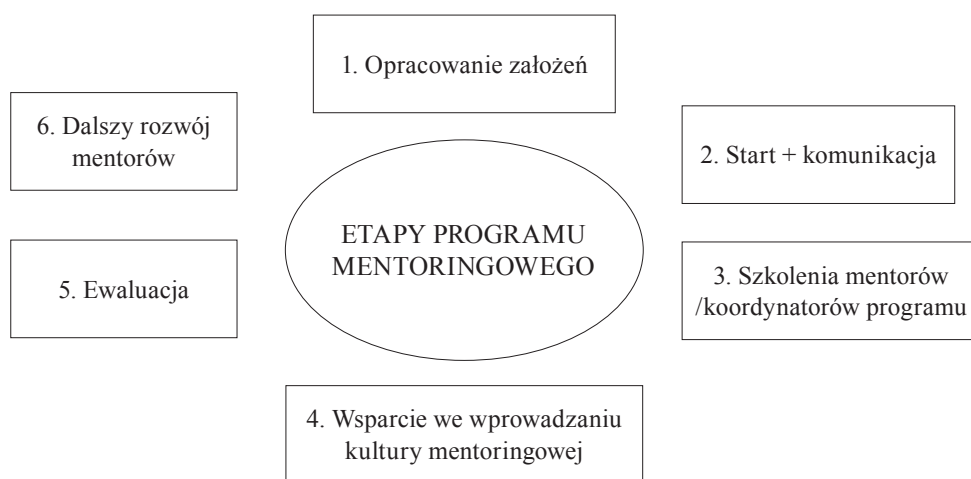 1. Opracowanie założeń
2. Start + komunikacja
3. Szkolenia mentorów
/koordynatorów programu
4. Wsparcie we wprowadzaniu
kultury mentoringowej
5. Ewaluacja
6. Dalszy rozwój
mentorów
ETAPY PROGRAMU
MENTORINGOWEGO